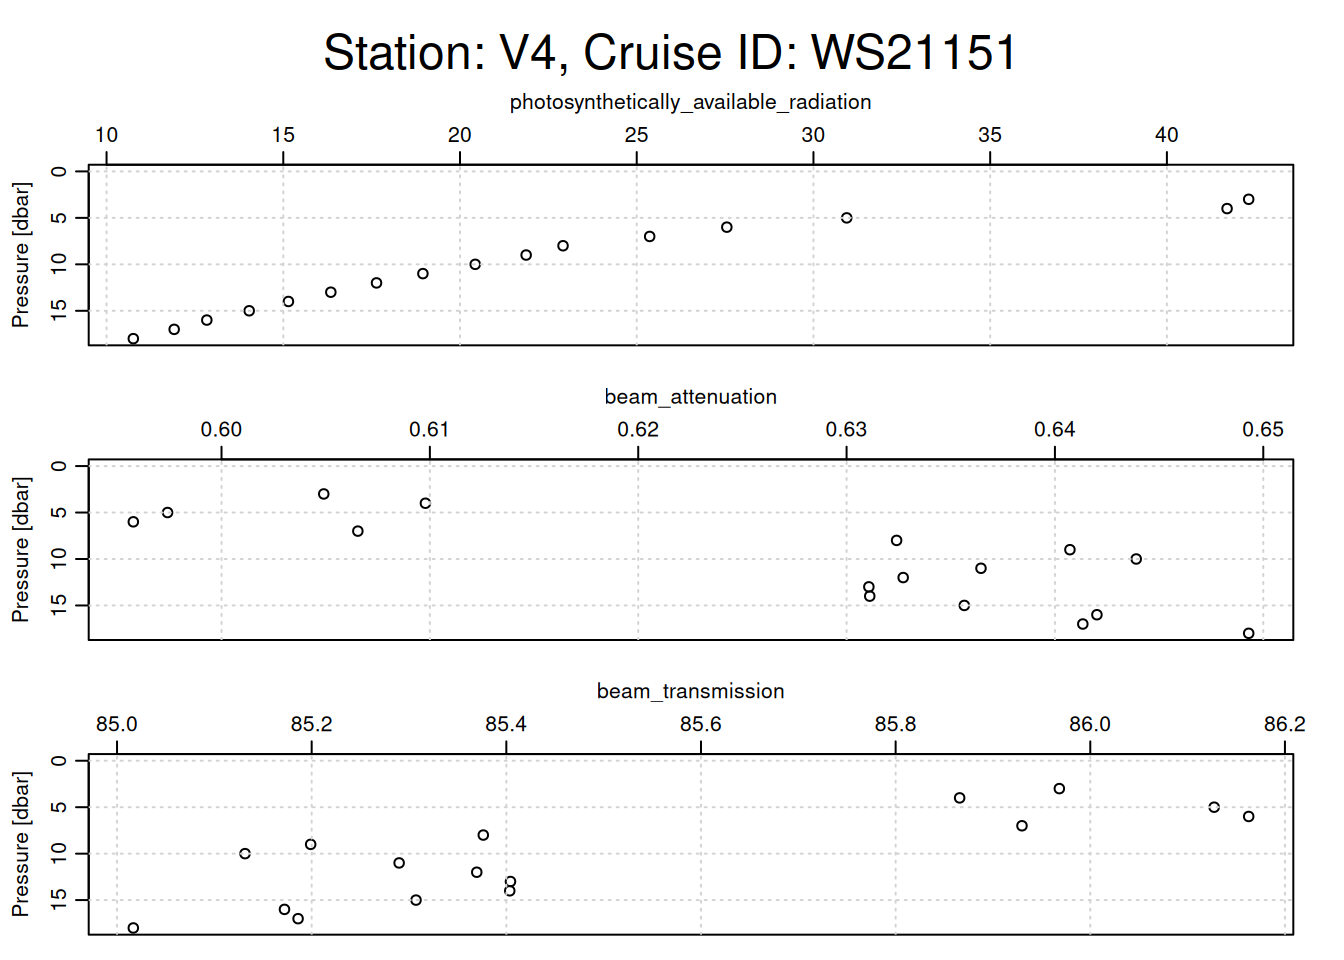 Station: V4, Cruise ID: WS21151
photosynthetically_available_radiation
10 15 20 25 30 35 40
Pressure [dbar]
0 5 10 15
beam_attenuation
0.60 0.61 0.62 0.63 0.64 0.65
Pressure [dbar]
0 5 10 15
beam_transmission
85.0 85.2 85.4 85.6 85.8 86.0 86.2
Pressure [dbar]
0 5 10 15